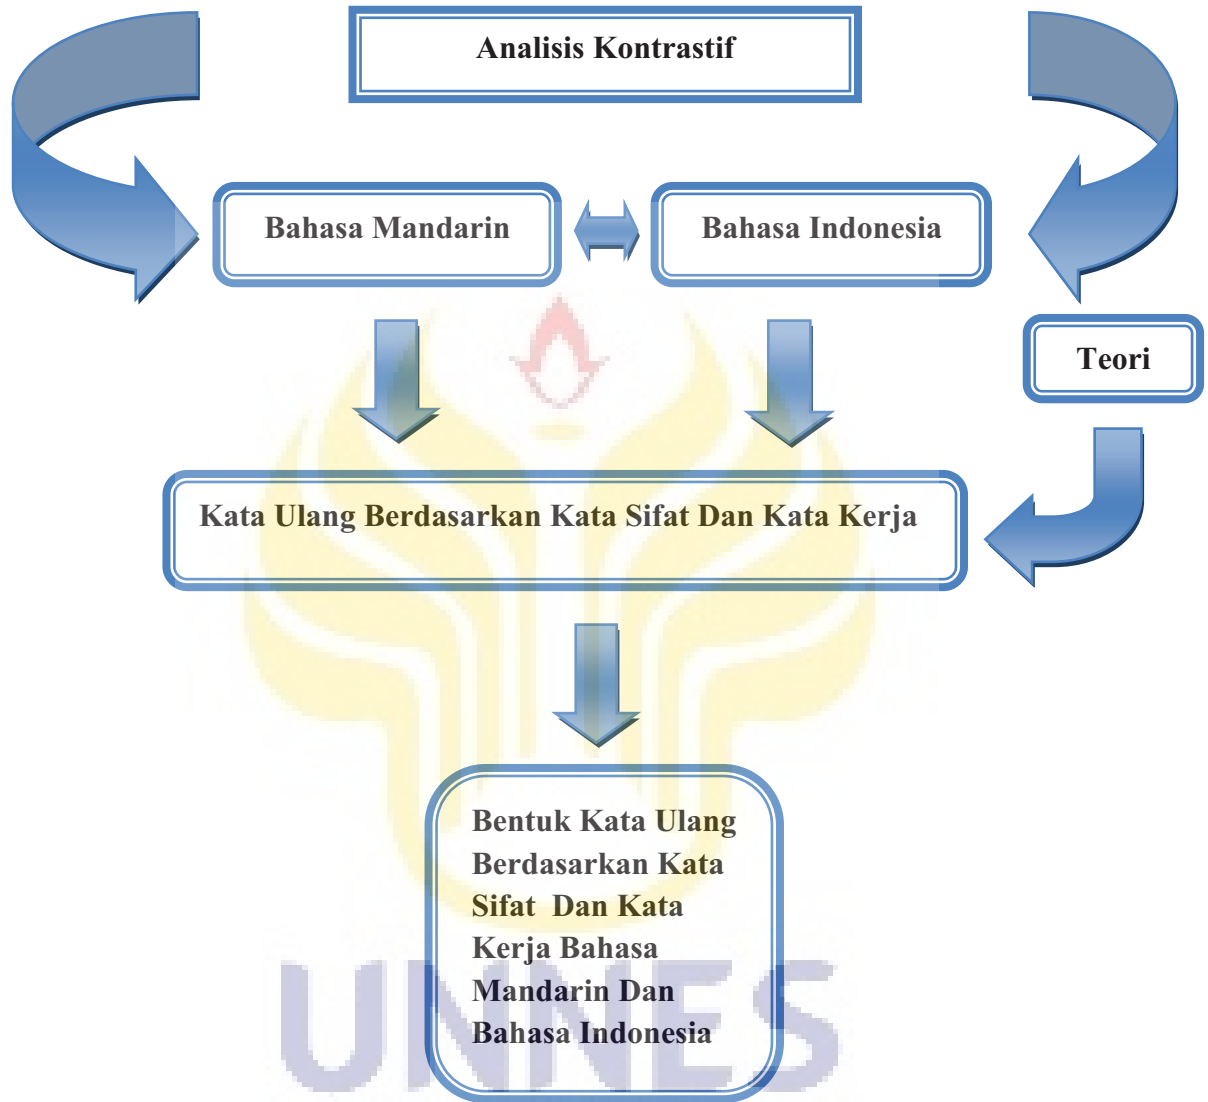 Analisis Kontrastif
Bahasa Mandarin
Bahasa Indonesia
Teori
Kata Ulang Berdasarkan Kata Sifat Dan Kata Kerja
Bentuk Kata Ulang
Berdasarkan Kata
Sifat Dan Kata
Kerja Bahasa
Mandarin Dan
Bahasa Indonesia
UNNES